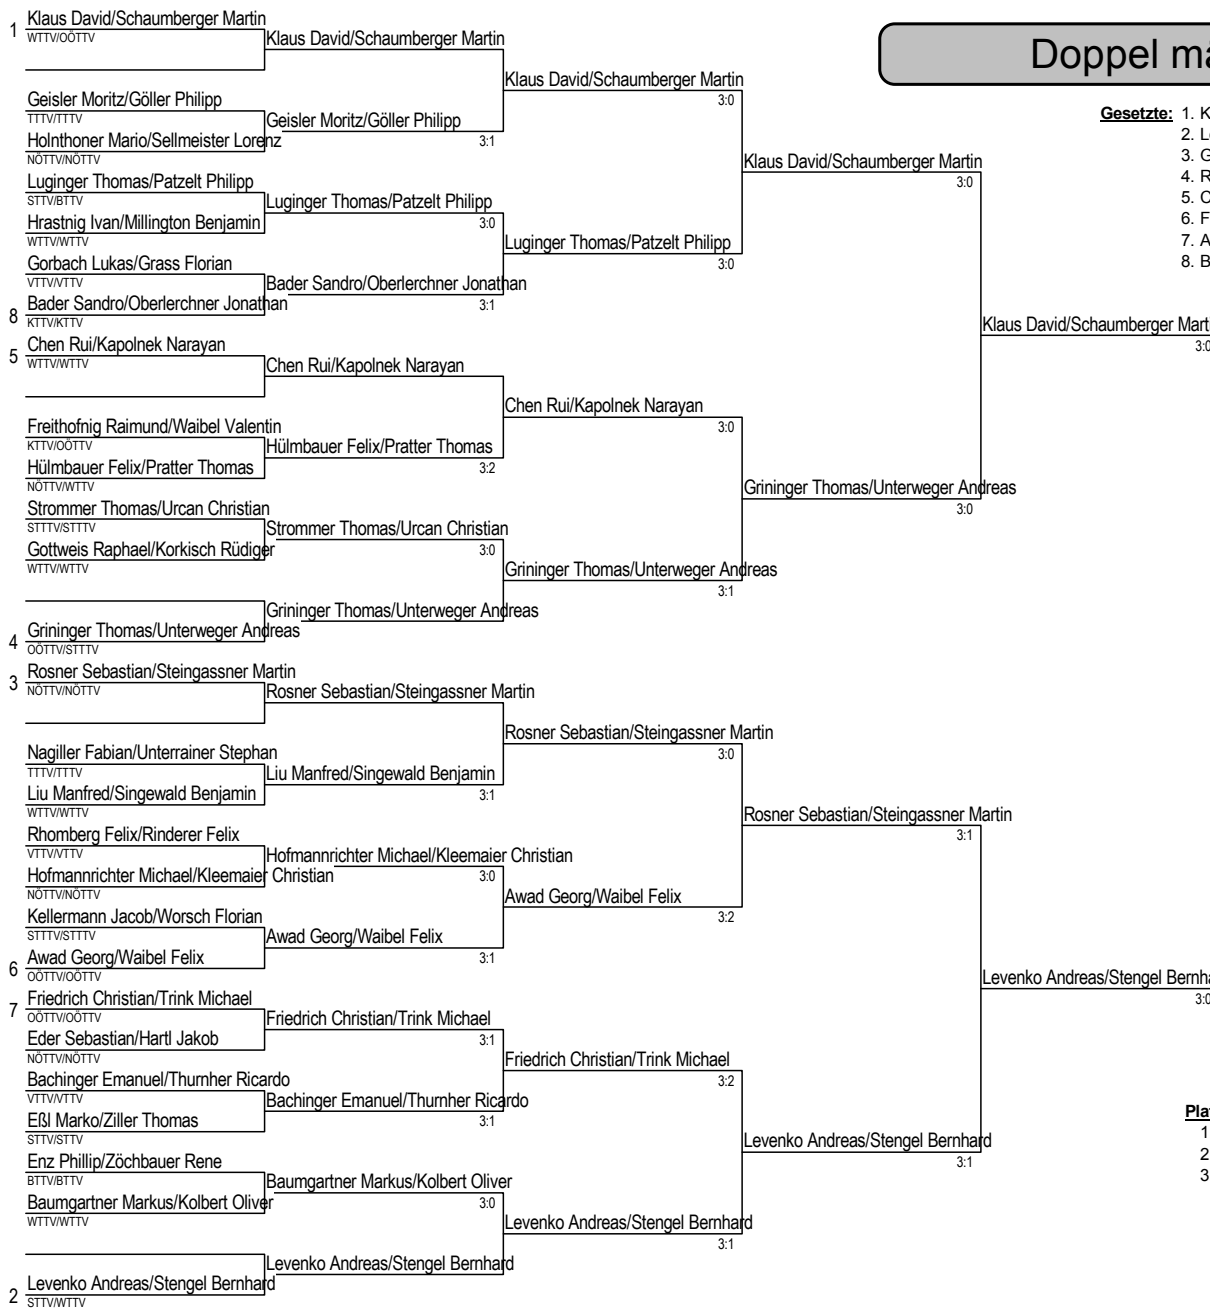 Doppel mä
Gesetzte: 1. K
2. L
3. G
4. R
5. C
6. F
7. A
8. B
1 Klaus David/Schaumberger Martin
WTTV/OÖTTV
Geisler Moritz/Göller Philipp
TTTV/TTTV
Holnthoner Mario/Sellmeister Lorenz
NÖTTV/NÖTTV
Luginger Thomas/Patzelt Philipp
STTV/BTTV
Hrastnig Ivan/Millington Benjamin
WTTV/WTTV
Gorbach Lukas/Grass Florian
VTTV/VTTV
8 Bader Sandro/Oberlerchner Jonathan
KTTV/KTTV
5 Chen Rui/Kapolnek Narayan
WTTV/WTTV
Freithofnig Raimund/Waibel Valentin
KTTV/OÖTTV
Hülmbauer Felix/Pratter Thomas
NÖTTV/WTTV
Strommer Thomas/Urcan Christian
STTTV/STTTV
Gottweis Raphael/Korkisch Rüdiger
WTTV/WTTV
4 Grininger Thomas/Unterweger Andreas
OÖTTV/STTTV
3 Rosner Sebastian/Steingassner Martin
NÖTTV/NÖTTV
Nagiller Fabian/Unterrainer Stephan
TTTV/TTTV
Liu Manfred/Singewald Benjamin
WTTV/WTTV
Rhomberg Felix/Rinderer Felix
VTTV/VTTV
Hofmannrichter Michael/Kleemaier Christian
NÖTTV/NÖTTV
Kellermann Jacob/Worsch Florian
STTTV/STTTV
6 Awad Georg/Waibel Felix
OÖTTV/OÖTTV
7 Friedrich Christian/Trink Michael
OÖTTV/OÖTTV
Eder Sebastian/Hartl Jakob
NÖTTV/NÖTTV
Bachinger Emanuel/Thurnher Ricardo
VTTV/VTTV
Eßl Marko/Ziller Thomas
STTV/STTV
Enz Phillip/Zöchbauer Rene
BTTV/BTTV
Baumgartner Markus/Kolbert Oliver
WTTV/WTTV
2 Levenko Andreas/Stengel Bernhard
STTV/WTTV
Klaus David/Schaumberger Martin
Geisler Moritz/Göller Philipp
3:1
Luginger Thomas/Patzelt Philipp
3:0
Bader Sandro/Oberlerchner Jonathan
3:1
Chen Rui/Kapolnek Narayan
Hülmbauer Felix/Pratter Thomas
3:2
Strommer Thomas/Urcan Christian
3:0
Grininger Thomas/Unterweger Andreas
Rosner Sebastian/Steingassner Martin
Liu Manfred/Singewald Benjamin
3:1
Hofmannrichter Michael/Kleemaier Christian
3:0
Awad Georg/Waibel Felix
3:1
Friedrich Christian/Trink Michael
3:1
Bachinger Emanuel/Thurnher Ricardo
3:1
Baumgartner Markus/Kolbert Oliver
3:0
Levenko Andreas/Stengel Bernhard
Klaus David/Schaumberger Martin
3:0
Luginger Thomas/Patzelt Philipp
3:0
Chen Rui/Kapolnek Narayan
3:0
Grininger Thomas/Unterweger Andreas
3:1
Rosner Sebastian/Steingassner Martin
3:0
Awad Georg/Waibel Felix
3:2
Friedrich Christian/Trink Michael
3:2
Levenko Andreas/Stengel Bernhard
3:1
Klaus David/Schaumberger Martin
3:0
Grininger Thomas/Unterweger Andreas
3:0
Rosner Sebastian/Steingassner Martin
3:1
Levenko Andreas/Stengel Bernhard
3:1
Klaus David/Schaumberger Marti
3:0
Levenko Andreas/Stengel Bernha
3:0
Pla
1
2
3